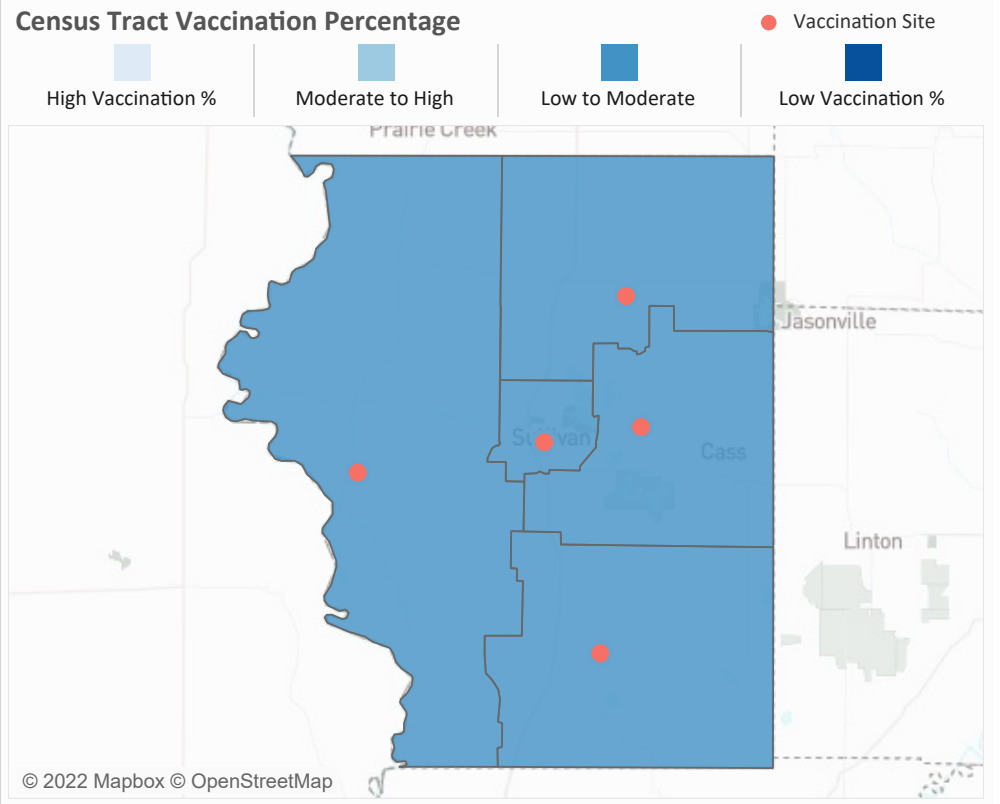 Census Tract Vaccination Percentage
Vaccination Site
High Vaccination %
Moderate to High
Low to Moderate
Low Vaccination %
Prairie Creek
Jasonville
Sullivan
Cass
Linton
© 2022 Mapbox © OpenStreetMap